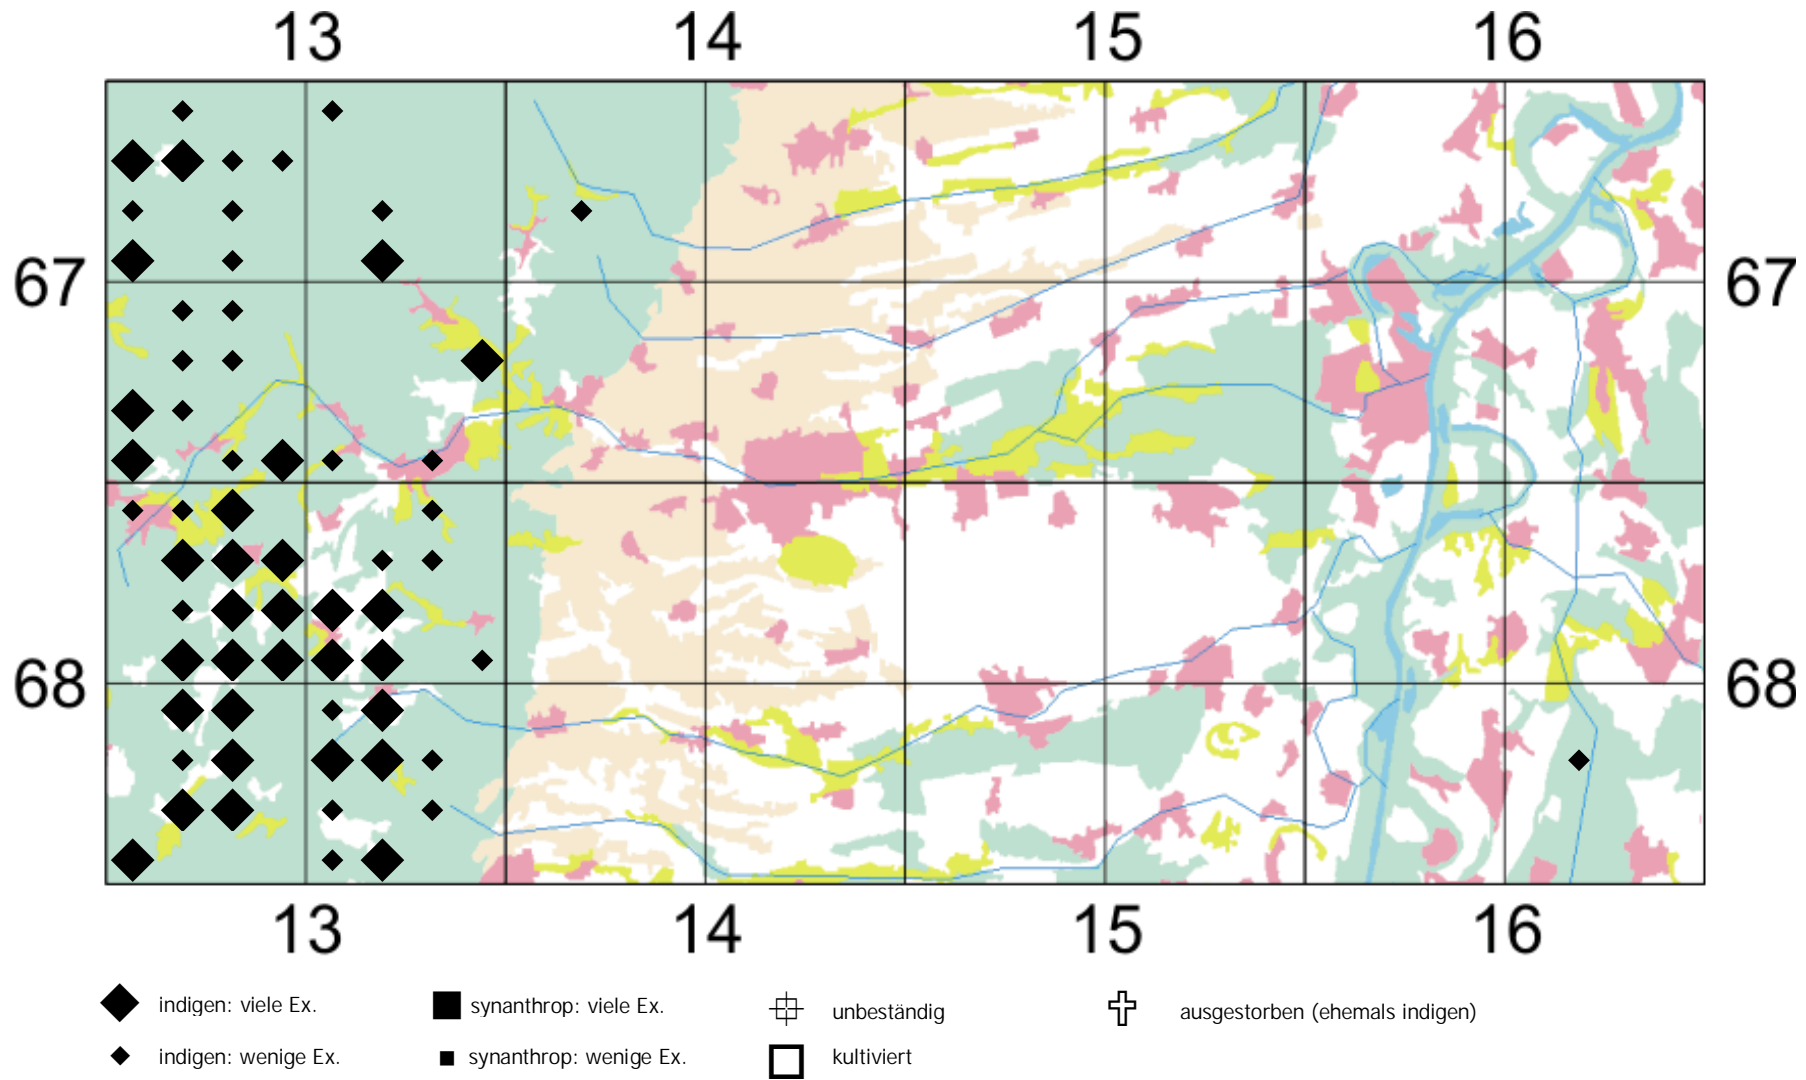 13 14 15 16
67 67
68 68
13 14 15 16
indigen: viele Ex. synanthrop: viele Ex. unbeständig ausgestorben (ehemals indigen)
indigen: wenige Ex. synanthrop: wenige Ex. kultiviert